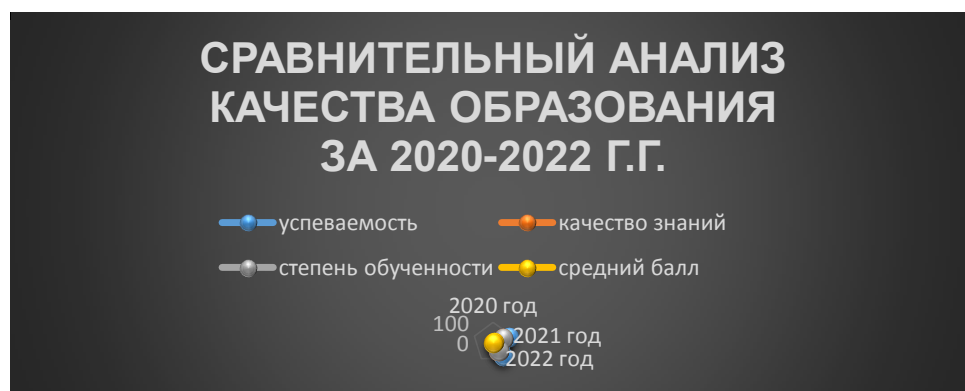 СРАВНИТЕЛЬНЫЙ АНАЛИЗ
КАЧЕСТВА ОБРАЗОВАНИЯ
ЗА 2020-2022 Г.Г.
успеваемость
качество знаний
степень обученности
средний балл
2020 год
100
2021 год
0
2022 год